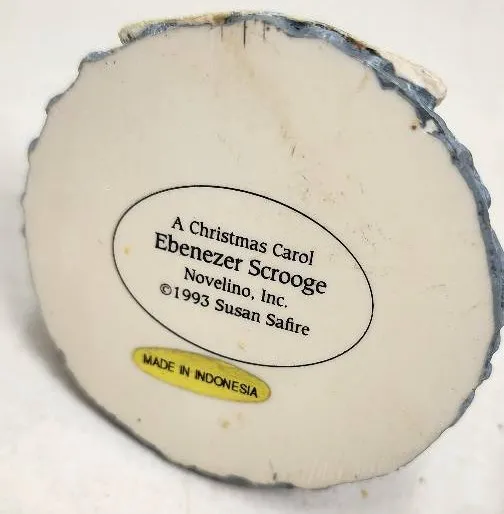 A Christmas Carol
Ebenezer Scrooge
Novelino, Inc.
©1993 Susan Safire
MADE IN INDONESIA